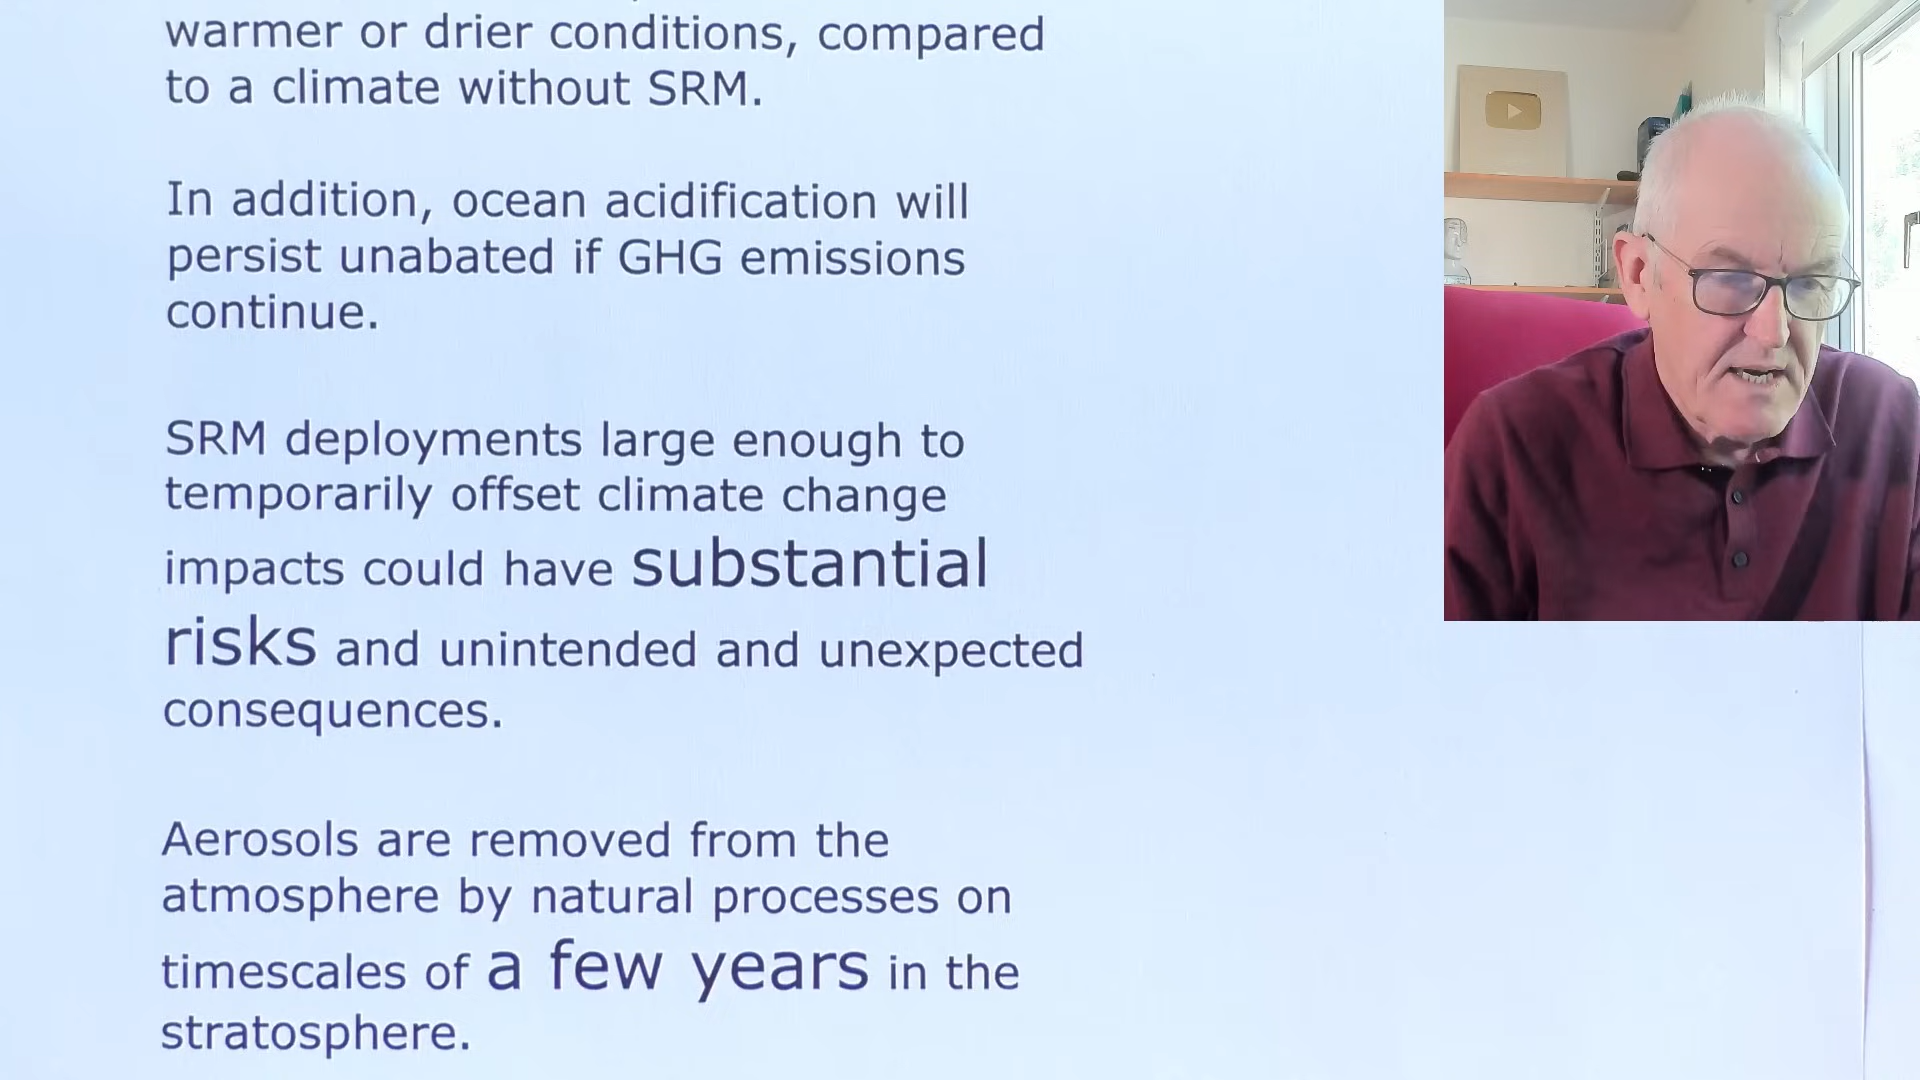 warmer or drier conditions, compared
to a climate without SRM.
In addition, ocean acidification will
persist unabated if GHG emissions
continue.
SRM deployments large enough to
temporarily offset climate change
impacts could have substantial
risks and unintended and unexpected
consequences.
Aerosols are removed from the
atmosphere by natural processes on
timescales of a few years in the
stratosphere.